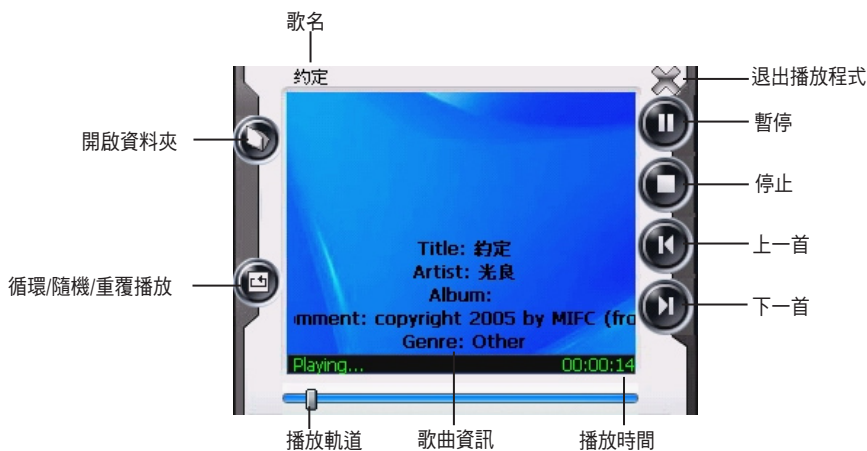 歌名
约定
退出播放程式
暫停
開啟資料夾
停止
Title: 約定
上一首
Artist: 光良
循環/隨機/重覆播放
Album:
下一首
omment: copyright 2005 by MIFC (fro
Genre: Other
Playing...
00:00:14
播放軌道
歌曲資訊
播放時間